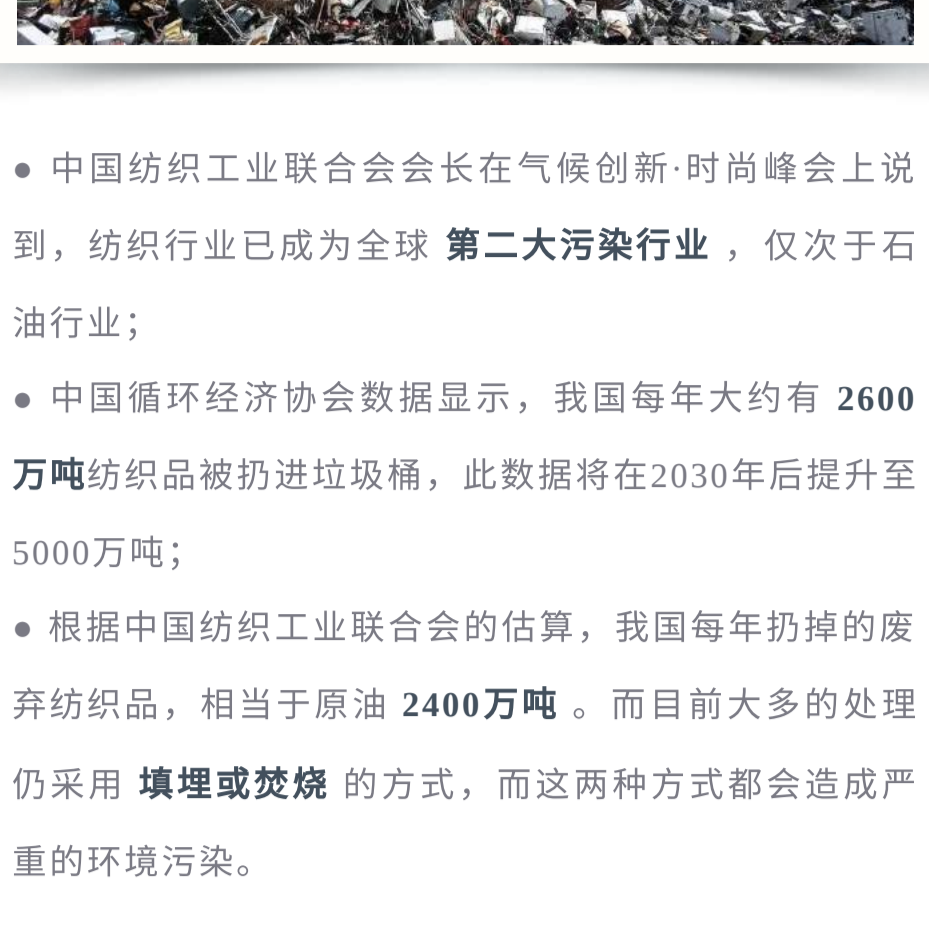 ● 中国纺织工业联合会会长在气候创新·时尚峰会上说
到，纺织行业已成为全球 第二大污染行业 ，仅次于石
油行业；
● 中国循环经济协会数据显示，我国每年大约有 2600
万吨纺织品被扔进垃圾桶，此数据将在2030年后提升至
5000万吨；
● 根据中国纺织工业联合会的估算，我国每年扔掉的废
弃纺织品，相当于原油 2400万吨 。而目前大多的处理
仍采用 填埋或焚烧 的方式，而这两种方式都会造成严
重的环境污染。